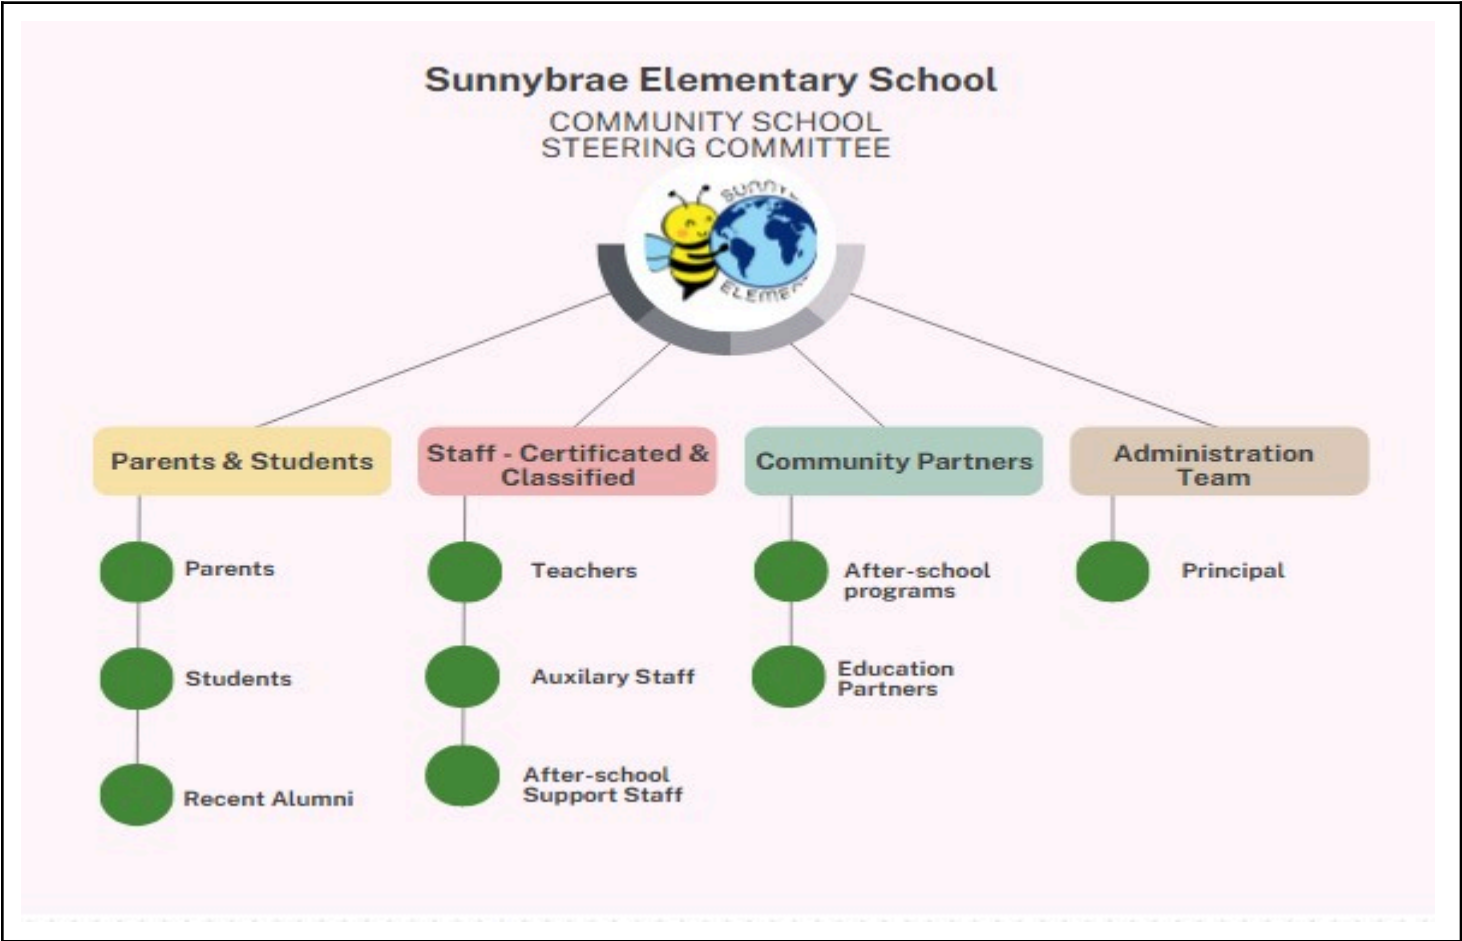 Sunnybrae Elementary School
COMMUNITY SCHOOL
STEERING COMMITTEE
Parents & Students
Parents
Students
Recent Alumni
Staff - Certificated &
Classified
Teachers
Auxilary Staff
After-school
Support Staff
Community Partners
After-school
programs
Education
Partners
Administration
Team
Principal